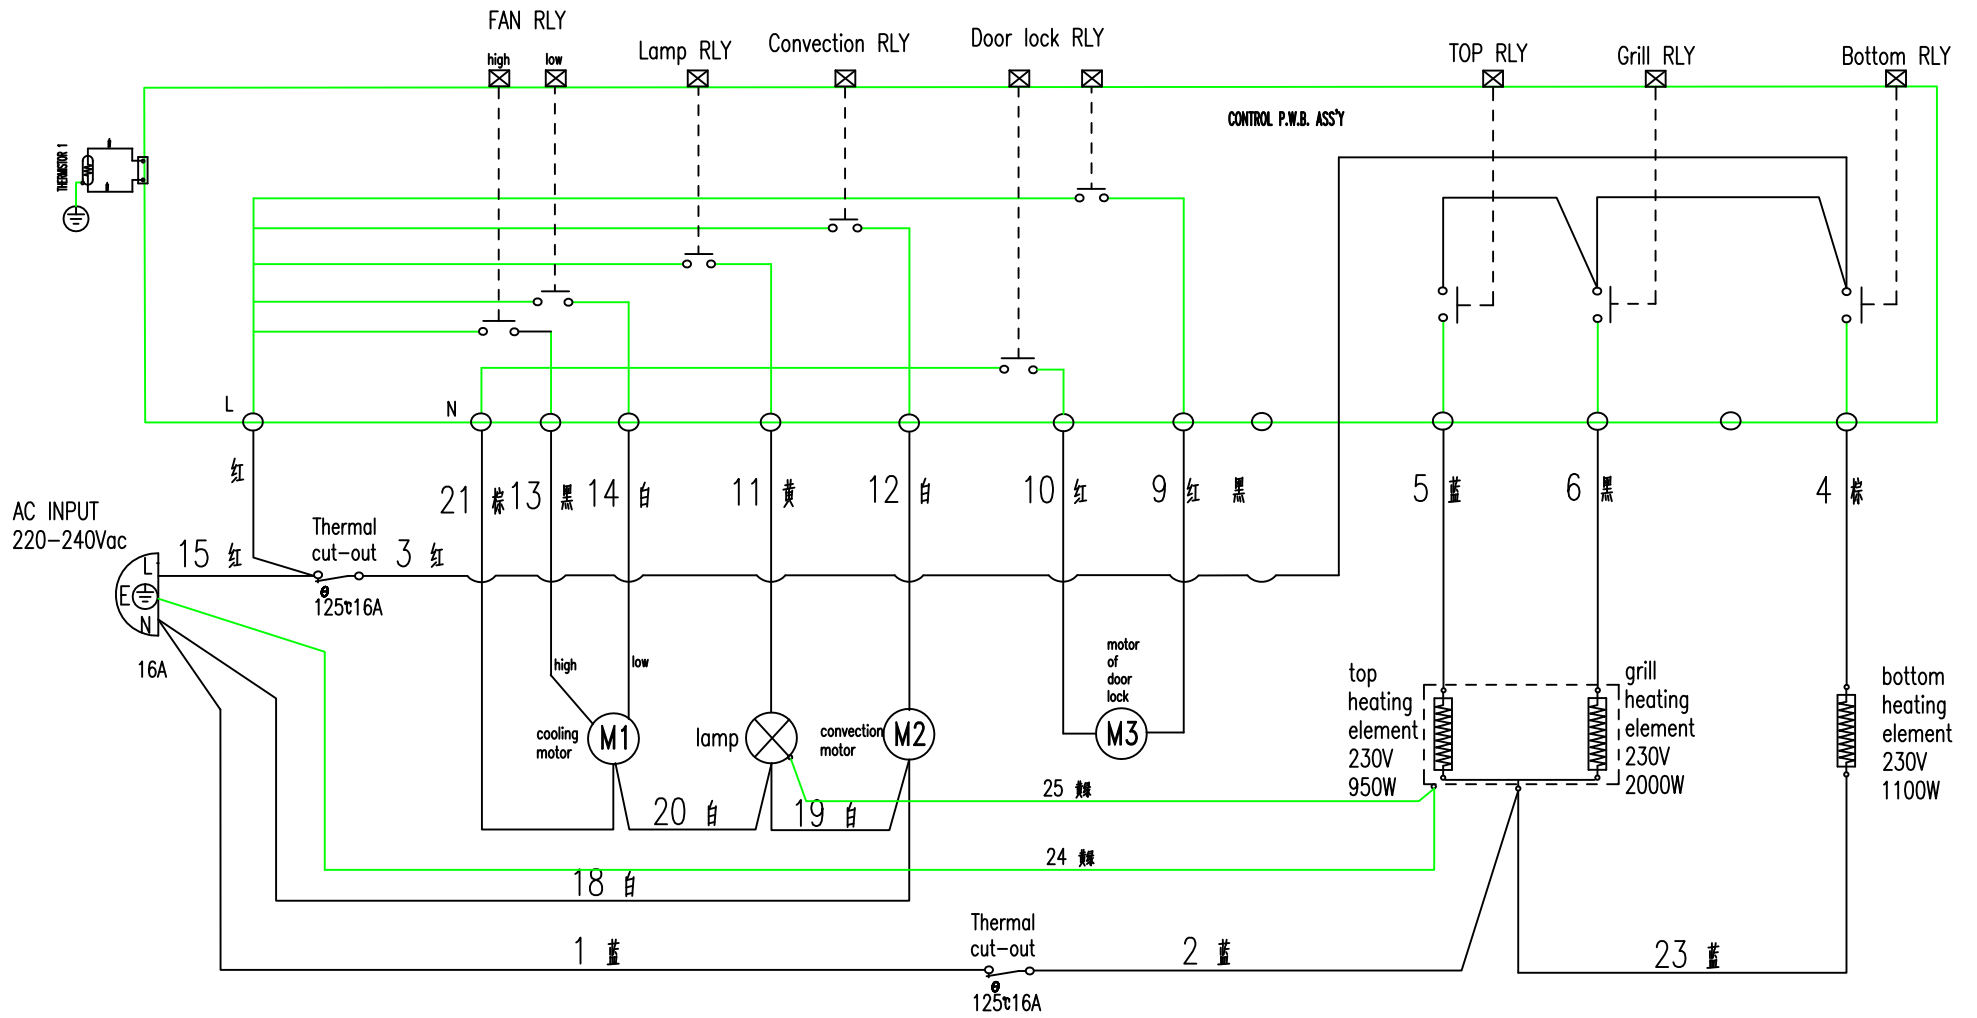 FAN RLY
high
low
Lamp RLY
Convection RLY
Door lock RLY
TOP RLY
Grill RLY
Bottom RLY
CONTROL P.W.B. ASS'Y
THERMISTOR 1
L
N
红
21 棕
13 黑
14 白
11 黄
12 白
10 红
9 红
黑
5 蓝
6 黑
4 棕
AC INPUT
220-240Vac
L
E
N
16A
15 红
Thermal
cut-out
θ
125℃16A
3 红
high
low
cooling
motor
M1
lamp
convection
motor
M2
motor
of
door
lock
M3
top
heating
element
230V
950W
grill
heating
element
230V
2000W
bottom
heating
element
230V
1100W
20 白
19 白
25 黄绿
24 黄绿
18 白
1 蓝
Thermal
cut-out
θ
125℃16A
2 蓝
23 蓝